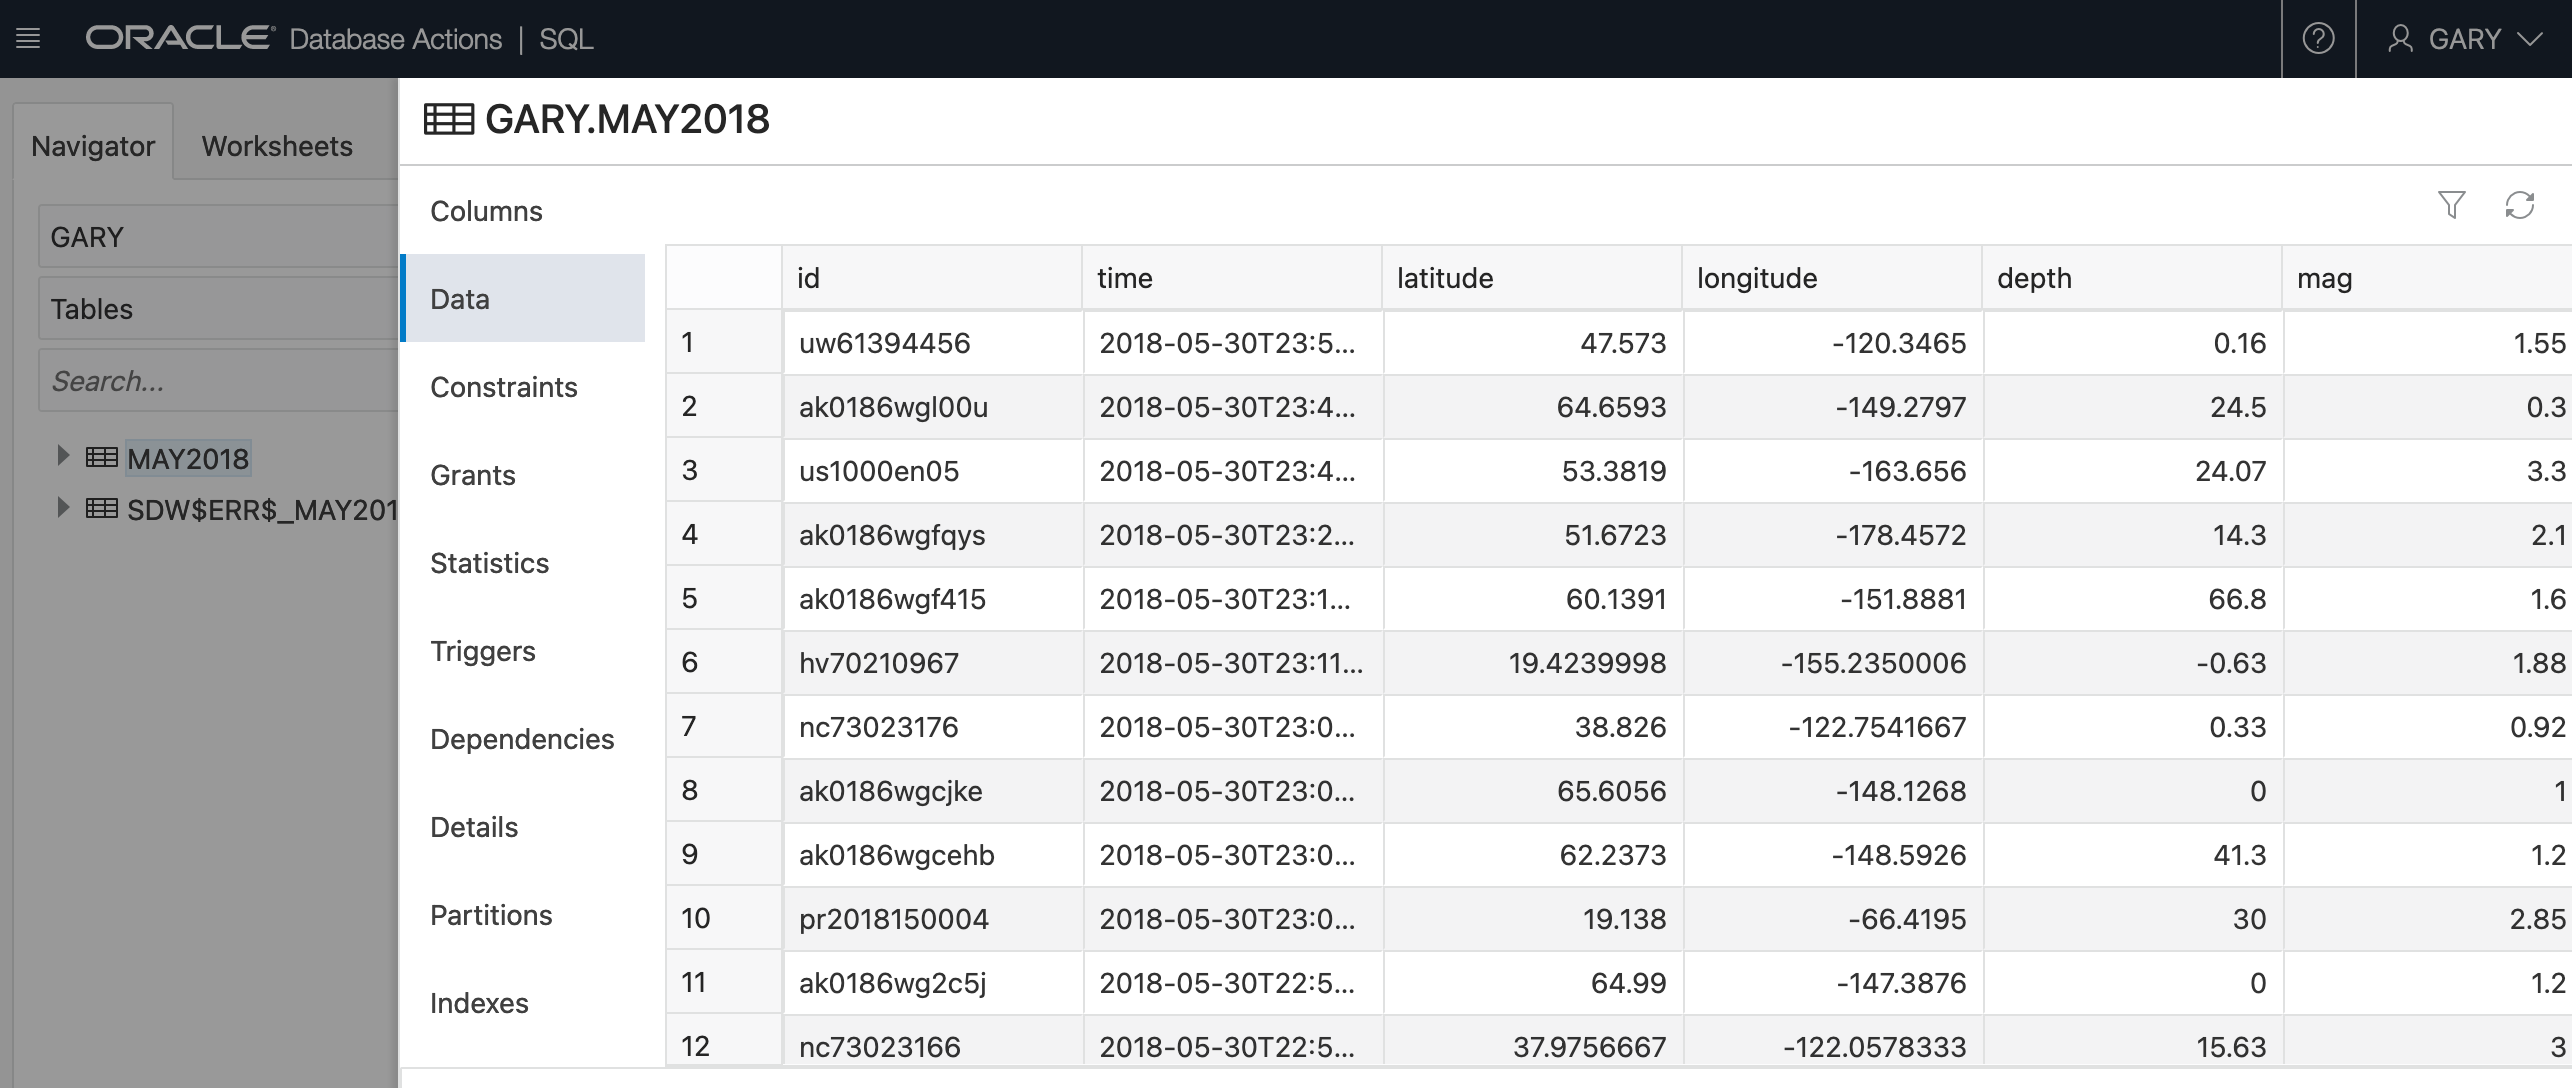 ORACLE Database Actions | SQL
GARY
GARY.MAY2018
Navigator Worksheets
GARY
Tables
Search...
MAY2018
SDW$ERR$_MAY201
Columns
Data
Constraints
Grants
Statistics
Triggers
Dependencies
Details
Partitions
Indexes
id time latitude longitude depth mag
1 uw61394456 2018-05-30T23:5... 47.573 -120.3465 0.16 1.55
2 ak0186wgl00u 2018-05-30T23:4... 64.6593 -149.2797 24.5 0.3
3 us1000en05 2018-05-30T23:4... 53.3819 -163.656 24.07 3.3
4 ak0186wgfqys 2018-05-30T23:2... 51.6723 -178.4572 14.3 2.1
5 ak0186wgf415 2018-05-30T23:1... 60.1391 -151.8881 66.8 1.6
6 hv70210967 2018-05-30T23:11... 19.4239998 -155.2350006 -0.63 1.88
7 nc73023176 2018-05-30T23:0... 38.826 -122.7541667 0.33 0.92
8 ak0186wgcjke 2018-05-30T23:0... 65.6056 -148.1268 0 1
9 ak0186wgcehb 2018-05-30T23:0... 62.2373 -148.5926 41.3 1.2
10 pr2018150004 2018-05-30T23:0... 19.138 -66.4195 30 2.85
11 ak0186wg2c5j 2018-05-30T22:5... 64.99 -147.3876 0 1.2
12 nc73023166 2018-05-30T22:5... 37.9756667 -122.0578333 15.63 3